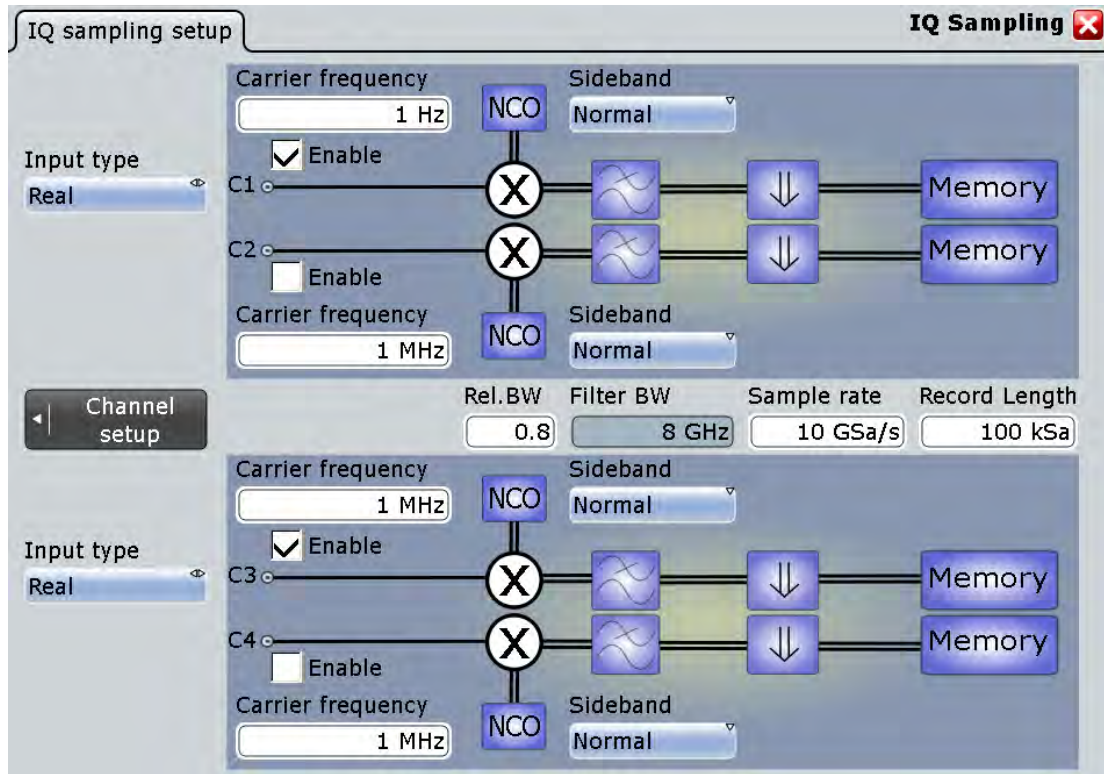 IQ sampling setup
IQ Sampling
Carrier frequency
Sideband
1 Hz
NCO
Normal
Input type
Enable
Real
C1
X
Memory
C2
X
Memory
Enable
Carrier frequency
Sideband
NCO
1 MHz
Normal
Channel
setup
Rel.BW
Filter BW
Sample rate
Record Length
0.8
8 GHz
10 GSa/s
100 kSa
Carrier frequency
Sideband
1 MHz
NCO
Normal
Input type
Enable
Real
C3
X
Memory
C4
X
Memory
Enable
Carrier frequency
Sideband
NCO
1 MHz
Normal